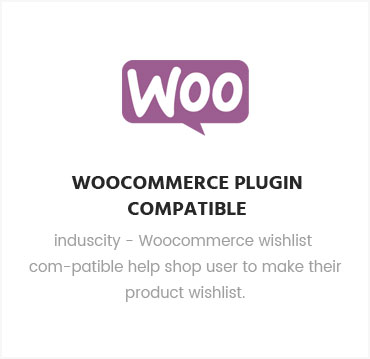 WOO
WOOCOMMERCE PLUGIN
COMPATIBLE
induscity - Woocommerce wishlist
com-patible help shop user to make their
product wishlist.